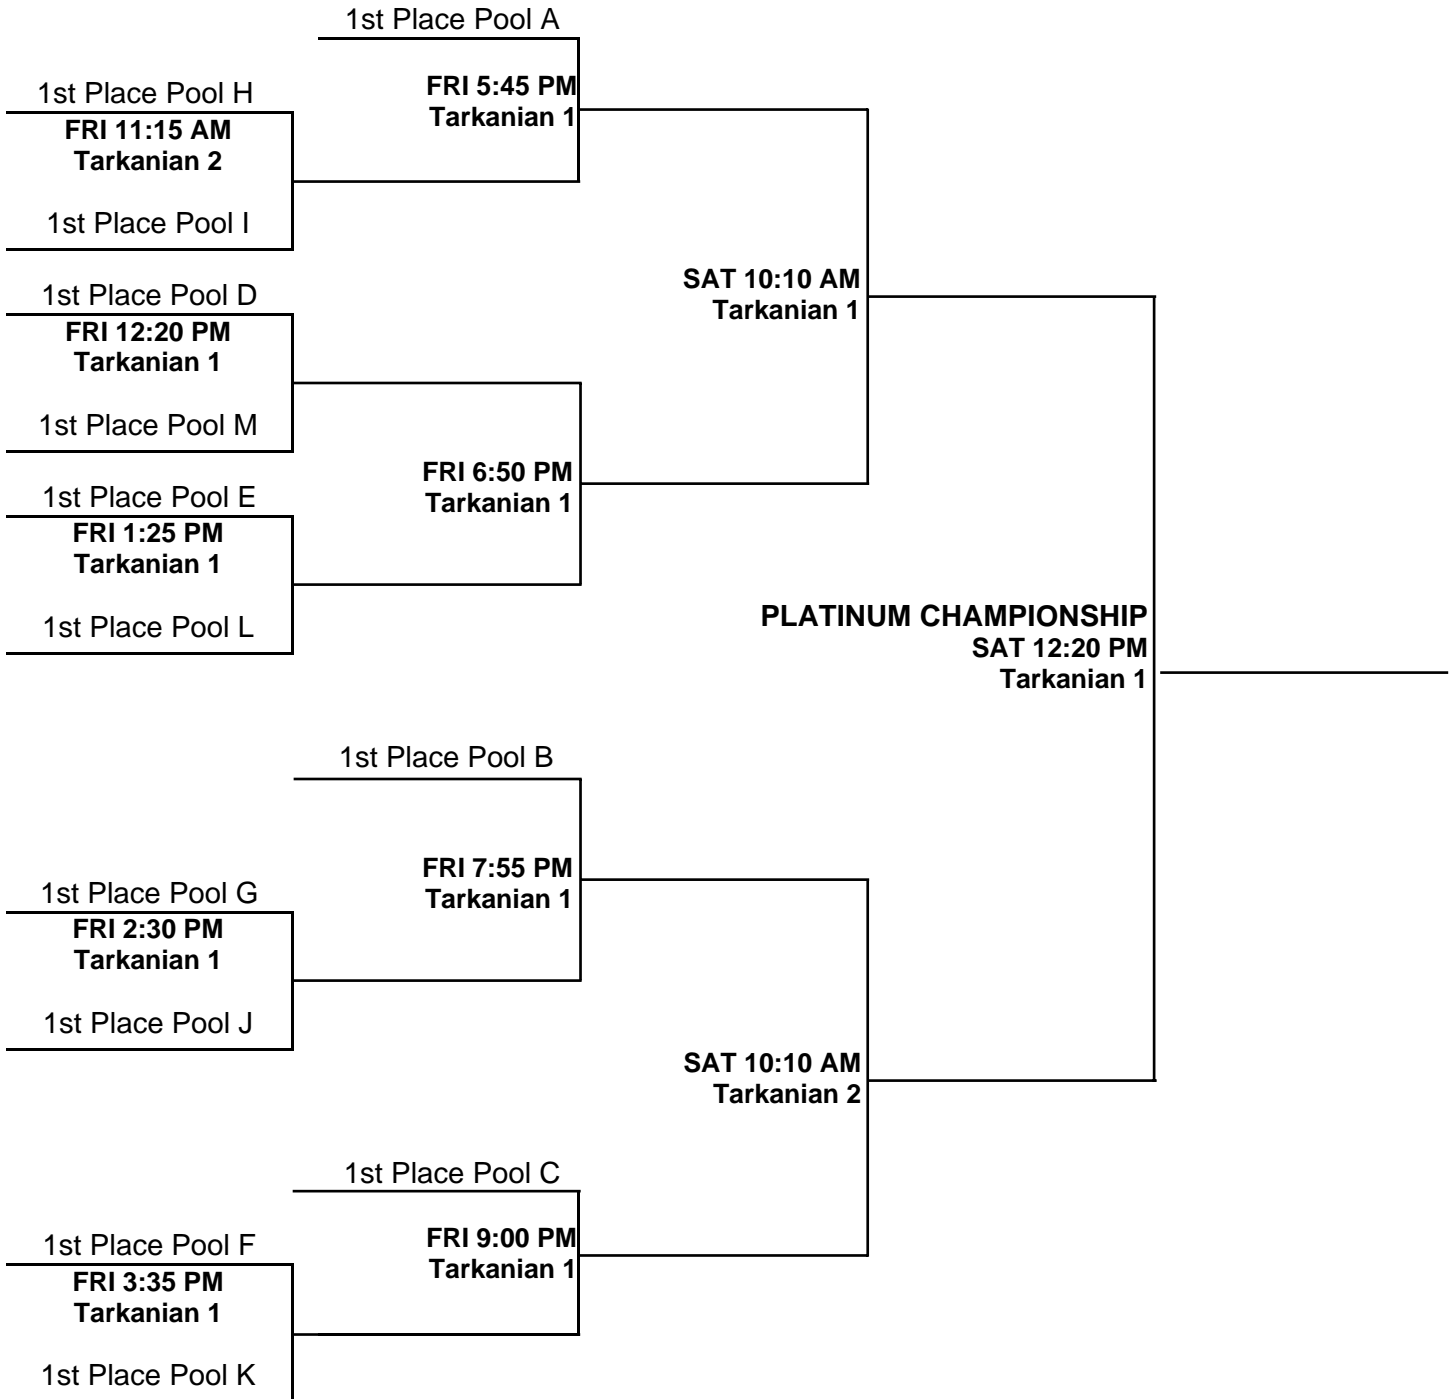 1st Place Pool A
1st Place Pool H
FRI 5:45 PM
Tarkanian 1
FRI 11:15 AM
Tarkanian 2
1st Place Pool I
1st Place Pool D
SAT 10:10 AM
Tarkanian 1
FRI 12:20 PM
Tarkanian 1
1st Place Pool M
FRI 6:50 PM
Tarkanian 1
1st Place Pool E
FRI 1:25 PM
Tarkanian 1
1st Place Pool L
PLATINUM CHAMPIONSHIP
SAT 12:20 PM
Tarkanian 1
1st Place Pool B
FRI 7:55 PM
Tarkanian 1
1st Place Pool G
FRI 2:30 PM
Tarkanian 1
1st Place Pool J
SAT 10:10 AM
Tarkanian 2
1st Place Pool C
FRI 9:00 PM
Tarkanian 1
1st Place Pool F
FRI 3:35 PM
Tarkanian 1
1st Place Pool K